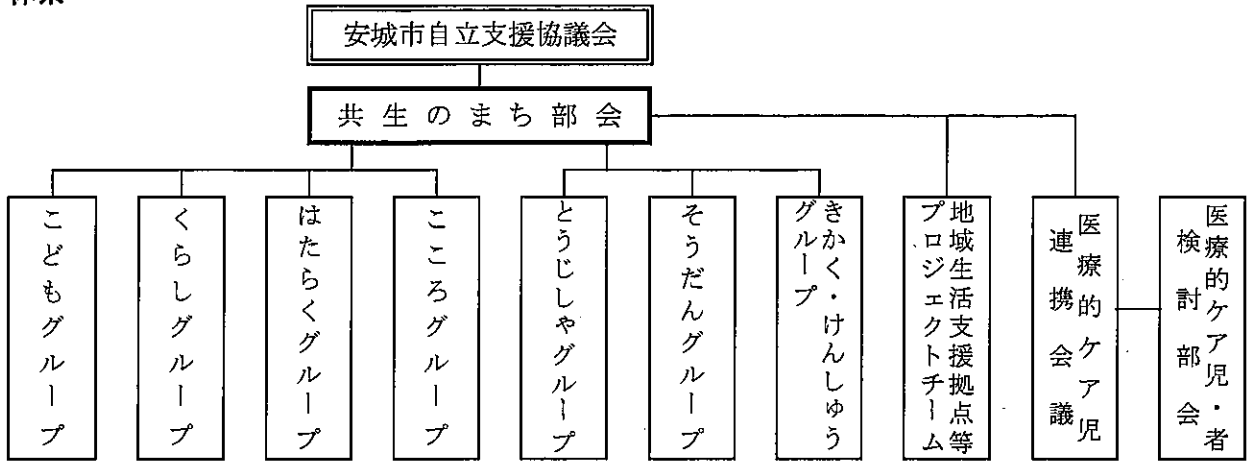 安城市自立支援協議会
共生のまち部会
こどもグループ
くらしグループ
はたらくグループ
こころグループ
とうじしゃグループ
そうだんグループ
きかく・けんしゅう
グループ
地域生活支援拠点等
プロジェクトチーム
医療的ケア児
連携会議
医療的ケア児・者
検討部会